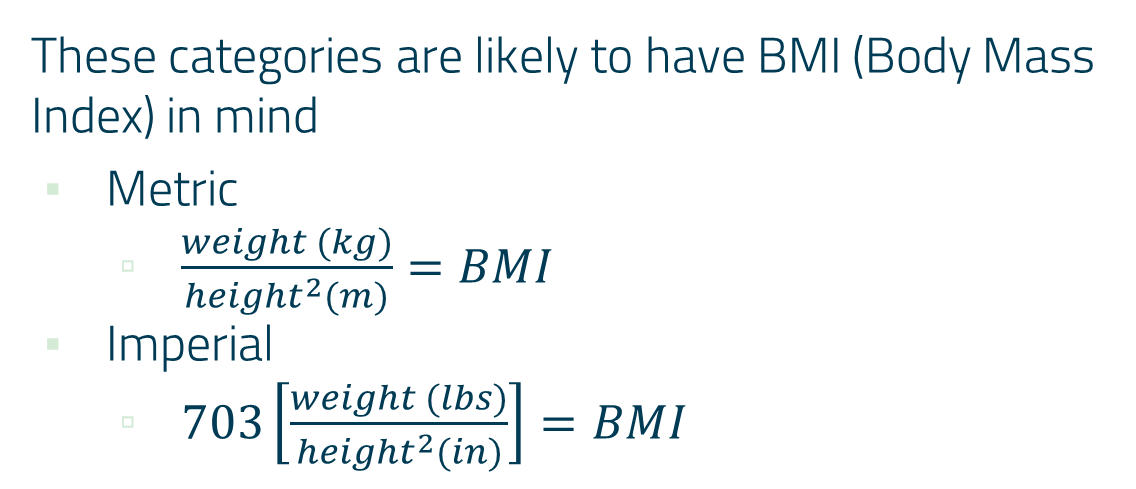 These categories are likely to have BMI (Body Mass
Index) in mind
Metric
weight (kg)
height²(m)
= BMI
Imperial
703 [weight (lbs)
height²(in)] = BMI